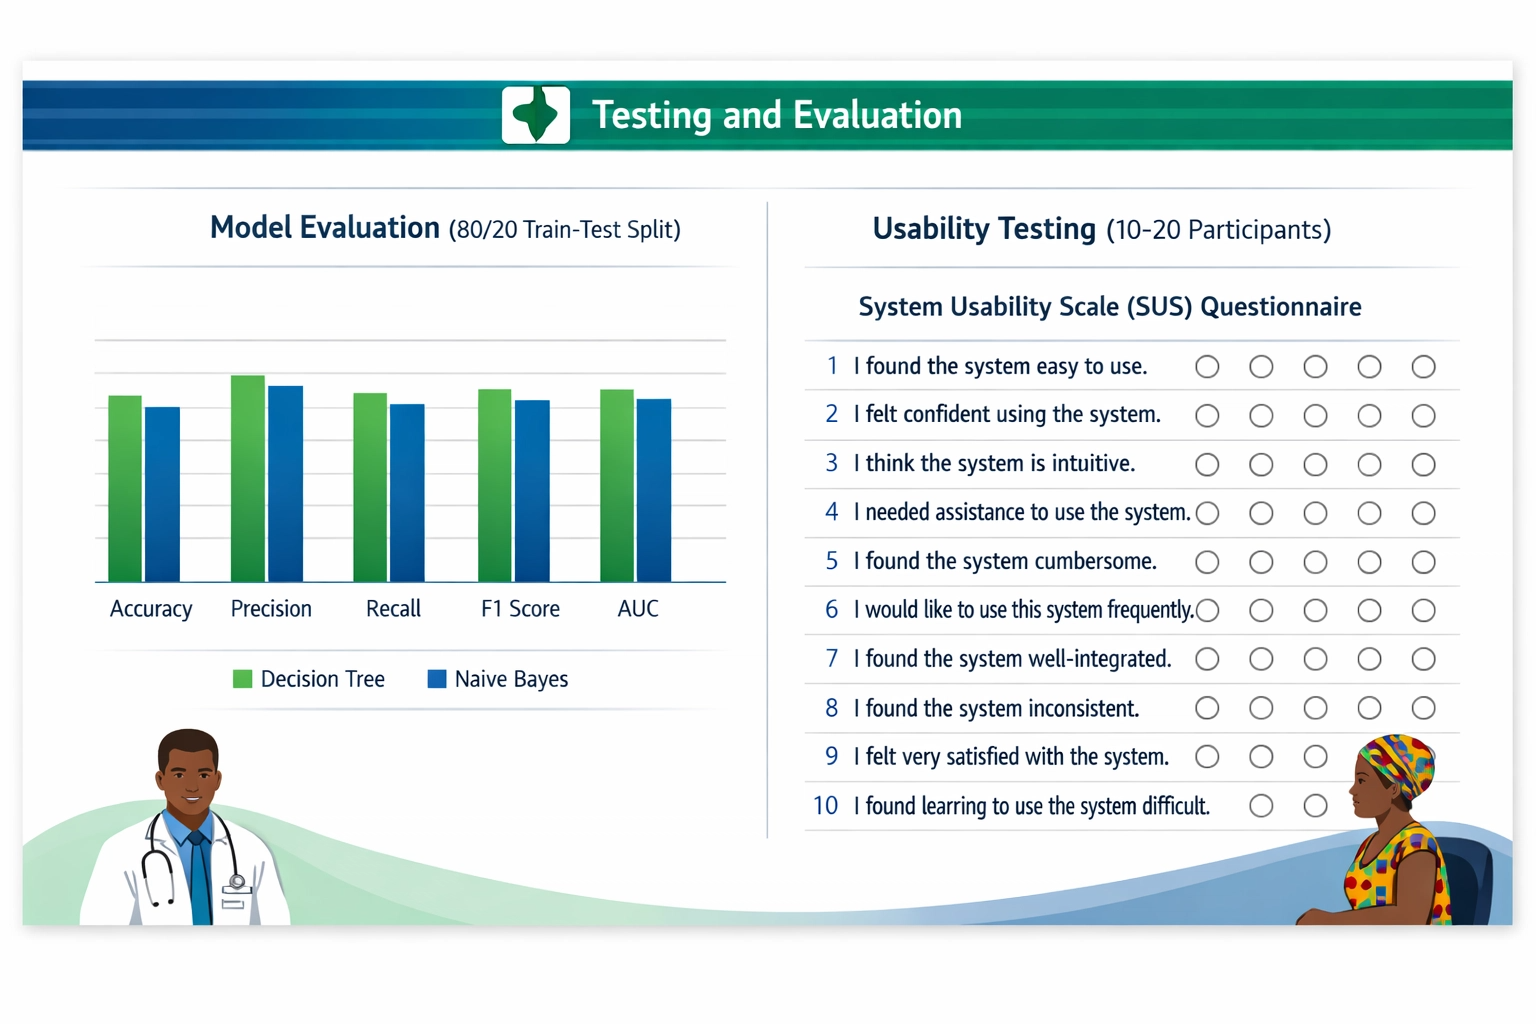 Testing and Evaluation
Model Evaluation (80/20 Train-Test Split)
Accuracy
Precision
Recall
F1 Score
AUC
Decision Tree
Naive Bayes
Usability Testing (10-20 Participants)
System Usability Scale (SUS) Questionnaire
1 I found the system easy to use.
2 I felt confident using the system.
3 I think the system is intuitive.
4 I needed assistance to use the system.
5 I found the system cumbersome.
6 I would like to use this system frequently.
7 I found the system well-integrated.
8 I found the system inconsistent.
9 I felt very satisfied with the system.
10 I found learring to use the system difficult.